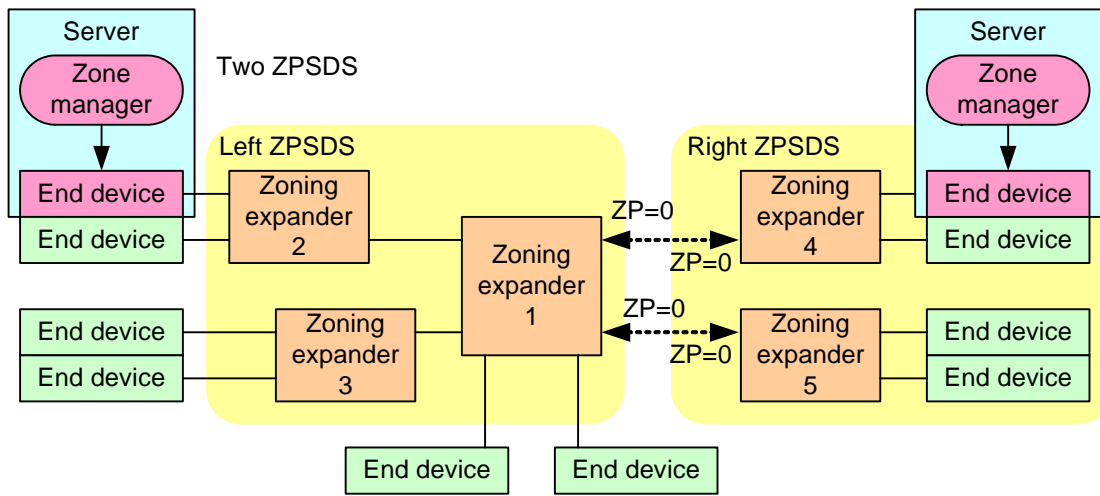 Server
Zone
manager
End device
End device
Two ZPSDS
Server
Zone
manager
End device
End device
Left ZPSDS
Right ZPSDS
Zoning
expander
2
Zoning
expander
1
ZP=0
ZP=0
Zoning
expander
4
End device
End device
Zoning
expander
3
ZP=0
ZP=0
Zoning
expander
5
End device
End device
End device
End device